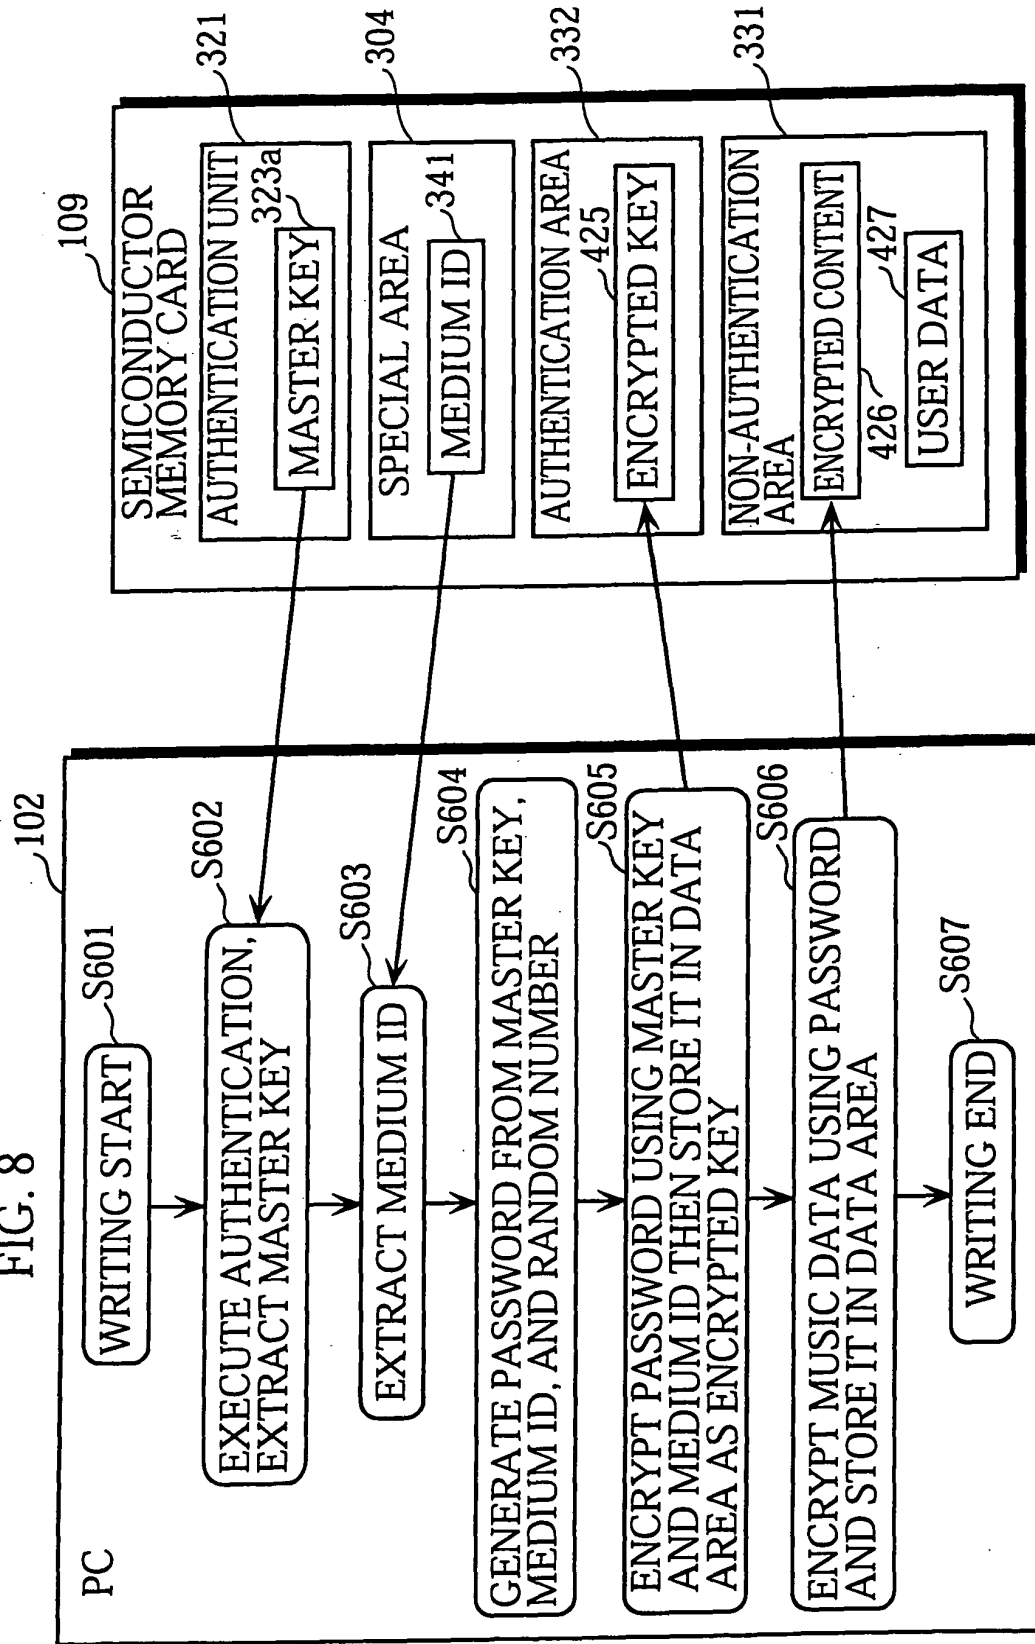 FIG. 8
102
PC
WRITING START
S601
EXECUTE AUTHENTICATION,
EXTRACT MASTER KEY
S602
EXTRACT MEDIUM ID
S603
GENERATE PASSWORD FROM MASTER KEY,
MEDIUM ID, AND RANDOM NUMBER
S604
ENCRYPT PASSWORD USING MASTER KEY
AND MEDIUM ID THEN STORE IT IN DATA
AREA AS ENCRYPTED KEY
S605
ENCRYPT MUSIC DATA USING PASSWORD
AND STORE IT IN DATA AREA
S606
WRITING END
S607
109
SEMICONDUCTOR
MEMORY CARD
AUTHENTICATION UNIT
321
323a
MASTER KEY
SPECIAL AREA
304
341
MEDIUM ID
AUTHENTICATION AREA
332
425
ENCRYPTED KEY
NON-AUTHENTICATION
AREA
331
ENCRYPTED CONTENT
426
427
USER DATA